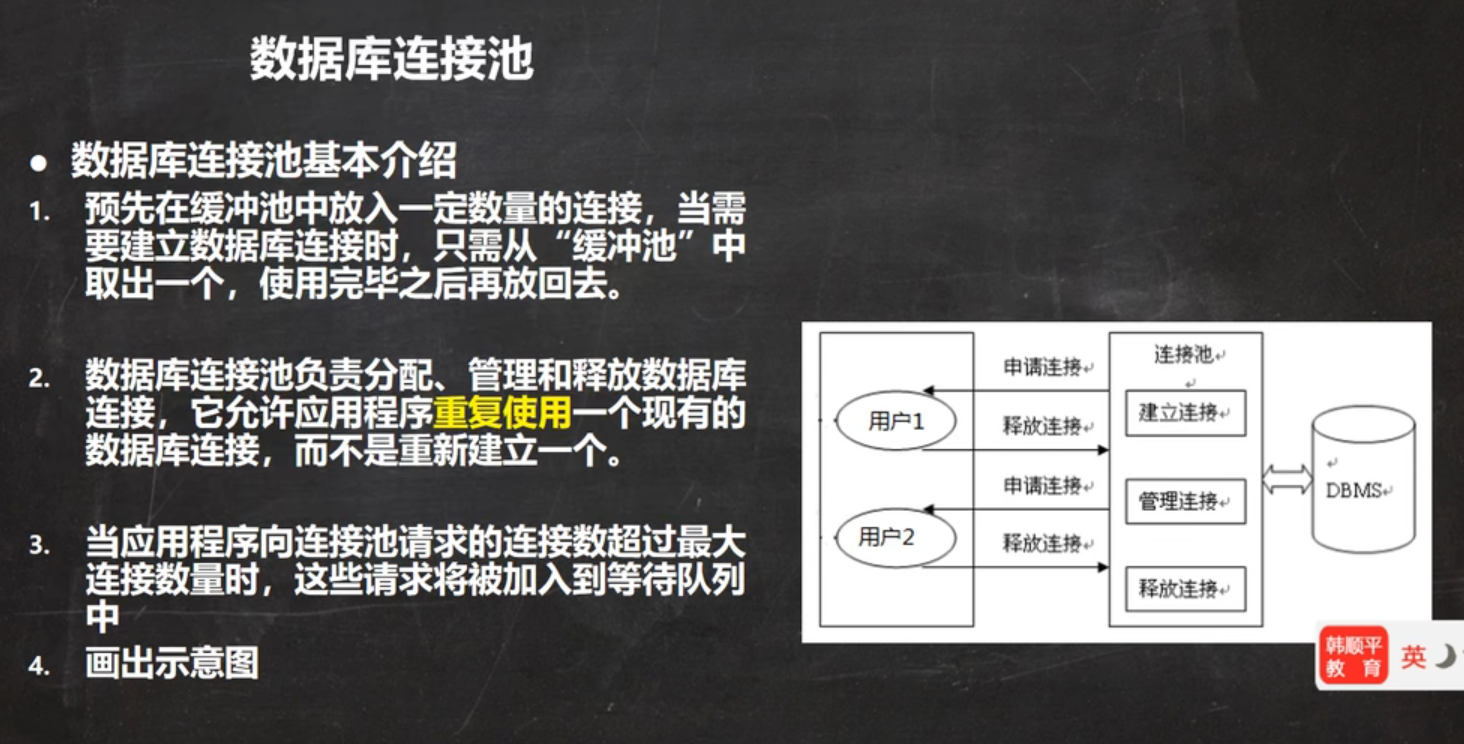 数据库连接池
● 数据库连接池基本介绍
1. 预先在缓冲池中放入一定数量的连接，当需
要建立数据库连接时，只需从“缓冲池”中
取出一个，使用完毕之后再放回去。
2. 数据库连接池负责分配、管理和释放数据库
连接，它允许应用程序重复使用一个现有的
数据库连接，而不是重新建立一个。
3. 当应用程序向连接池请求的连接数超过最大
连接数量时，这些请求将被加入到等待队列
中
4. 画出示意图
用户1
用户2
申请连接↵
释放连接↵
申请连接↵
释放连接↵
连接池↵
↵
建立连接↵
管理连接↵
释放连接↵
↵
DBMS↵
韩顺平
教育
英